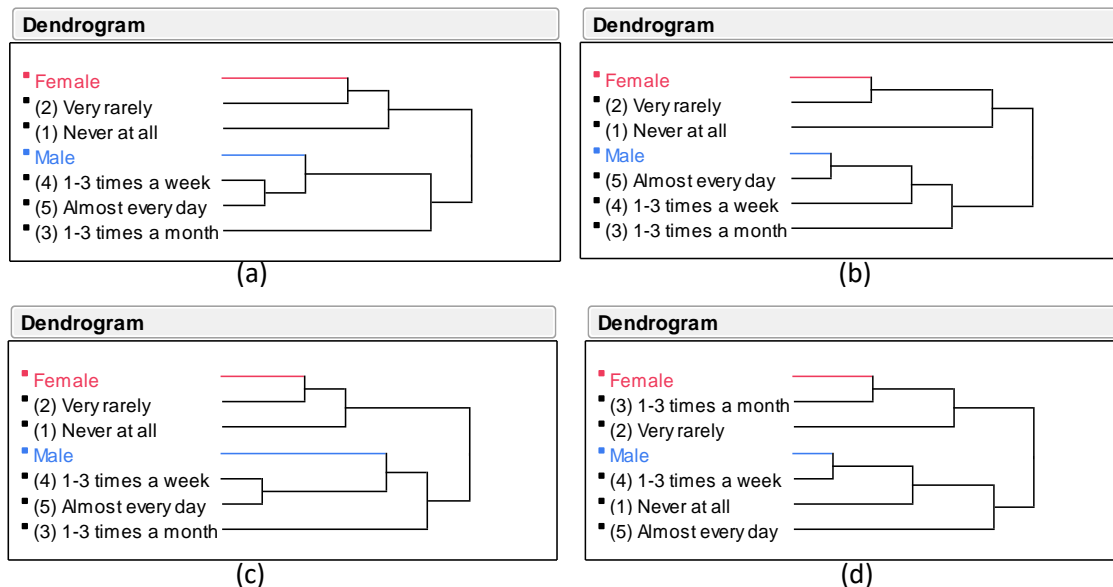 Dendrogram
Female
(2) Very rarely
(1) Never at all
Male
(4) 1-3 times a week
(5) Almost every day
(3) 1-3 times a month
(a)
Dendrogram
Female
(2) Very rarely
(1) Never at all
Male
(5) Almost every day
(4) 1-3 times a week
(3) 1-3 times a month
(b)
Dendrogram
Female
(2) Very rarely
(1) Never at all
Male
(4) 1-3 times a week
(5) Almost every day
(3) 1-3 times a month
(c)
Dendrogram
Female
(3) 1-3 times a month
(2) Very rarely
Male
(4) 1-3 times a week
(1) Never at all
(5) Almost every day
(d)